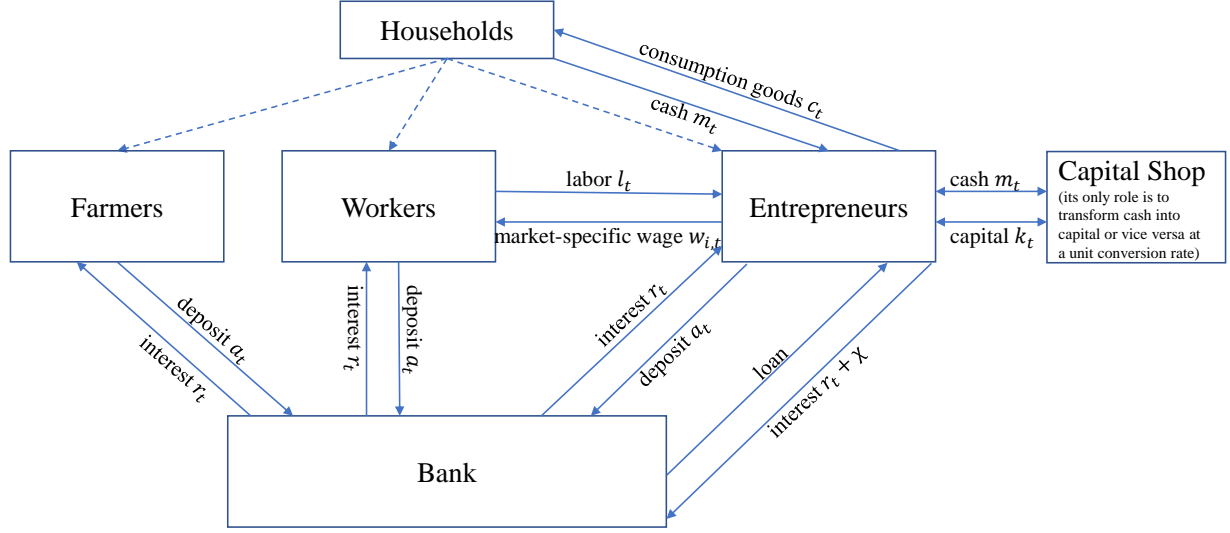 Households
consumption goods c_t
cash m_t
Farmers
Workers
labor l_t
market-specific wage w_{i,t}
Entrepreneurs
cash m_t
capital k_t
Capital Shop
(its only role is to
transform cash into
capital or vice versa at
a unit conversion rate)
deposit a_t
interest r_t
interest r_t
deposit a_t
interest r_t
deposit a_t
loan
interest r_t + χ
Bank